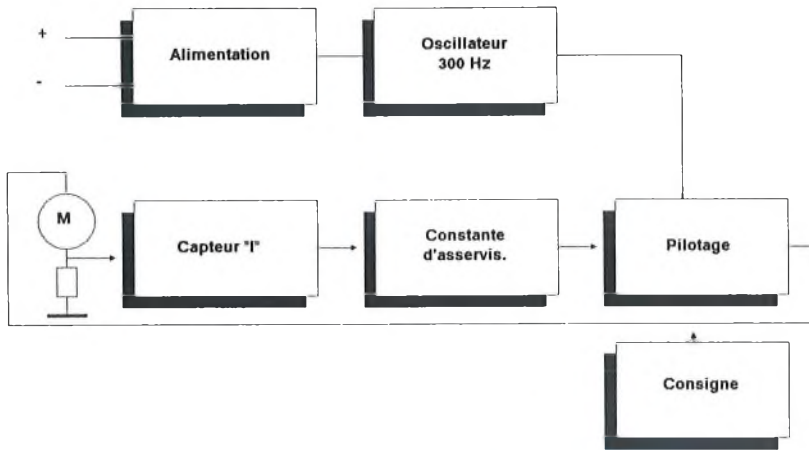 +
-
Alimentation
Oscillateur
300 Hz
M
Capteur "I"
Constante
d'asservis.
Pilotage
Consigne